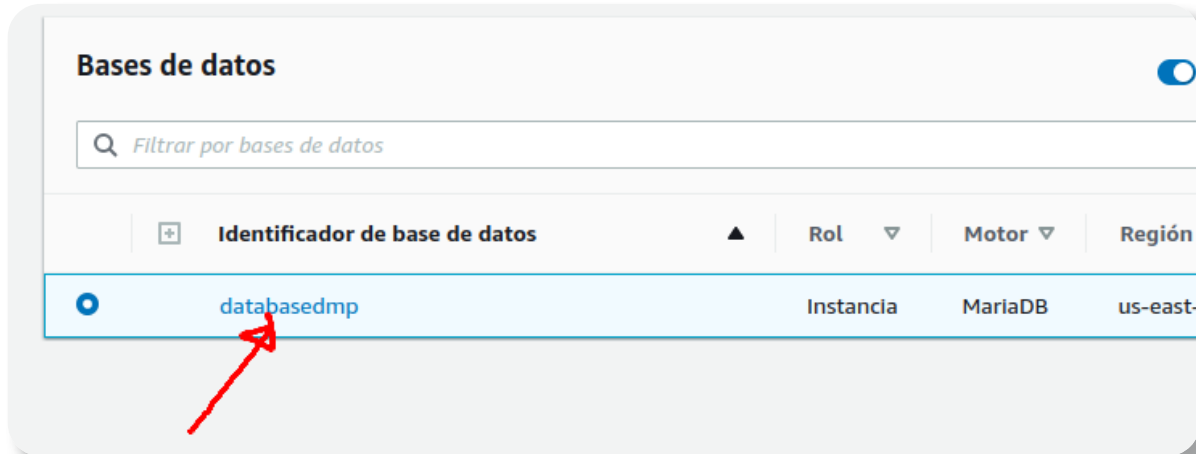 Bases de datos
Filtrar por bases de datos
Identificador de base de datos Rol Motor Región
databasedmp Instancia MariaDB us-east-